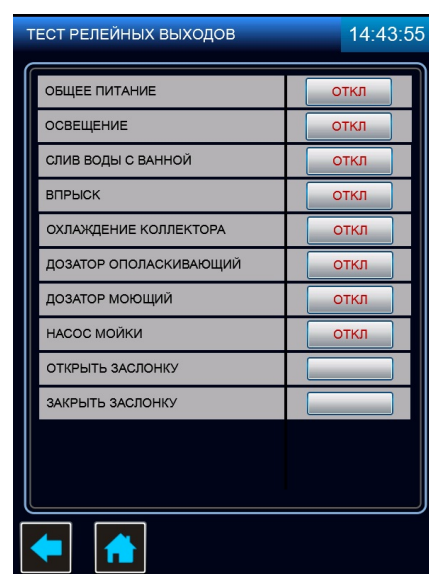 ТЕСТ РЕЛЕЙНЫХ ВЫХОДОВ 14:43:55
ОБЩЕЕ ПИТАНИЕ ОТКЛ
ОСВЕЩЕНИЕ ОТКЛ
СЛИВ ВОДЫ С ВАННОЙ ОТКЛ
ВПРЫСК ОТКЛ
ОХЛАЖДЕНИЕ КОЛЛЕКТОРА ОТКЛ
ДОЗАТОР ОПОЛАСКИВАЮЩИЙ ОТКЛ
ДОЗАТОР МОЮЩИЙ ОТКЛ
НАСОС МОЙКИ ОТКЛ
ОТКРЫТЬ ЗАСЛОНКУ
ЗАКРЫТЬ ЗАСЛОНКУ